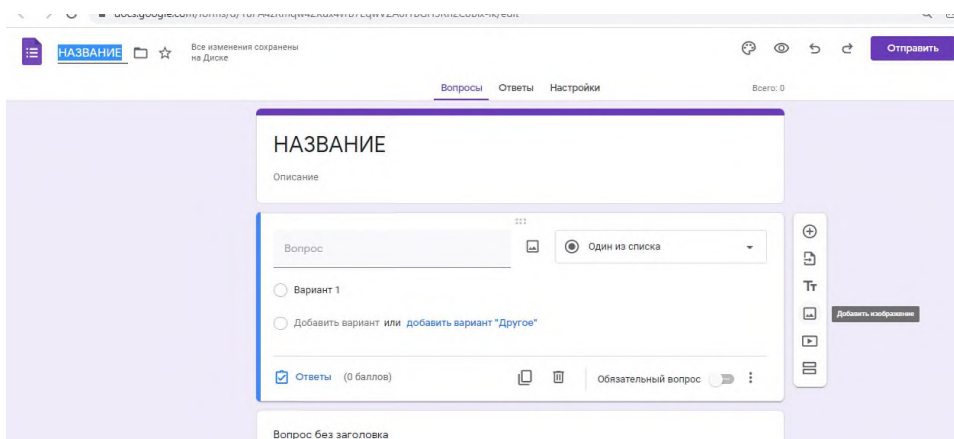 НАЗВАНИЕ
Все изменения сохранены
на Диске
Отправить
Вопросы Ответы Настройки
Всего: 0
НАЗВАНИЕ
Описание
Вопрос
Один из списка
Вариант 1
Добавить вариант или добавить вариант "Другое"
Tт
Добавить изображение
Ответы (0 баллов)
Обязательный вопрос
Вопрос без заголовка